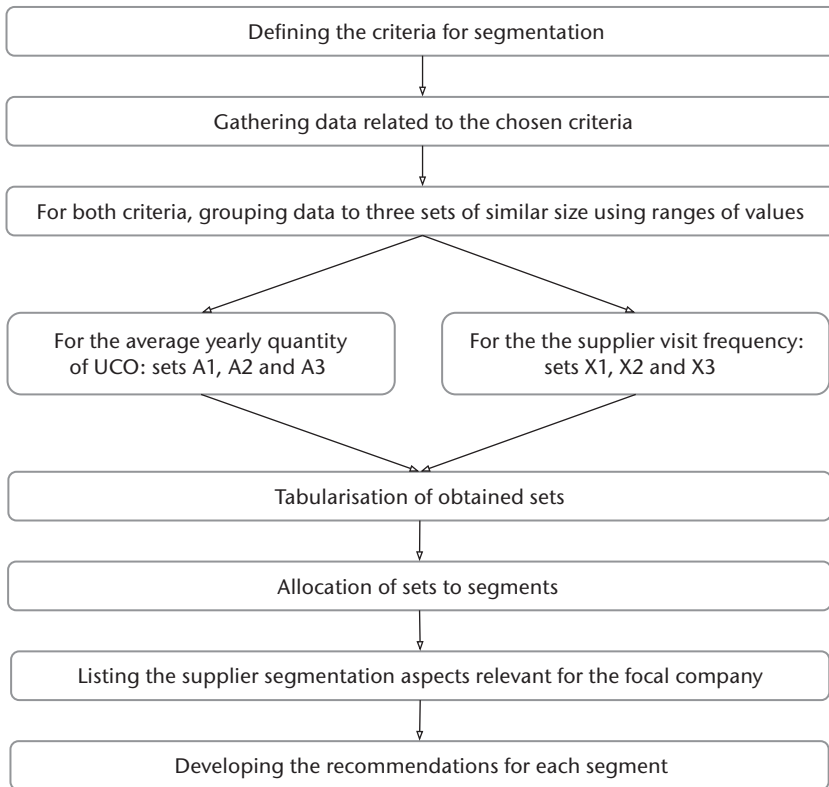 Defining the criteria for segmentation
Gathering data related to the chosen criteria
For both criteria, grouping data to three sets of similar size using ranges of values
For the average yearly quantity
of UCO: sets A1, A2 and A3
For the the supplier visit frequency:
sets X1, X2 and X3
Tabularisation of obtained sets
Allocation of sets to segments
Listing the supplier segmentation aspects relevant for the focal company
Developing the recommendations for each segment